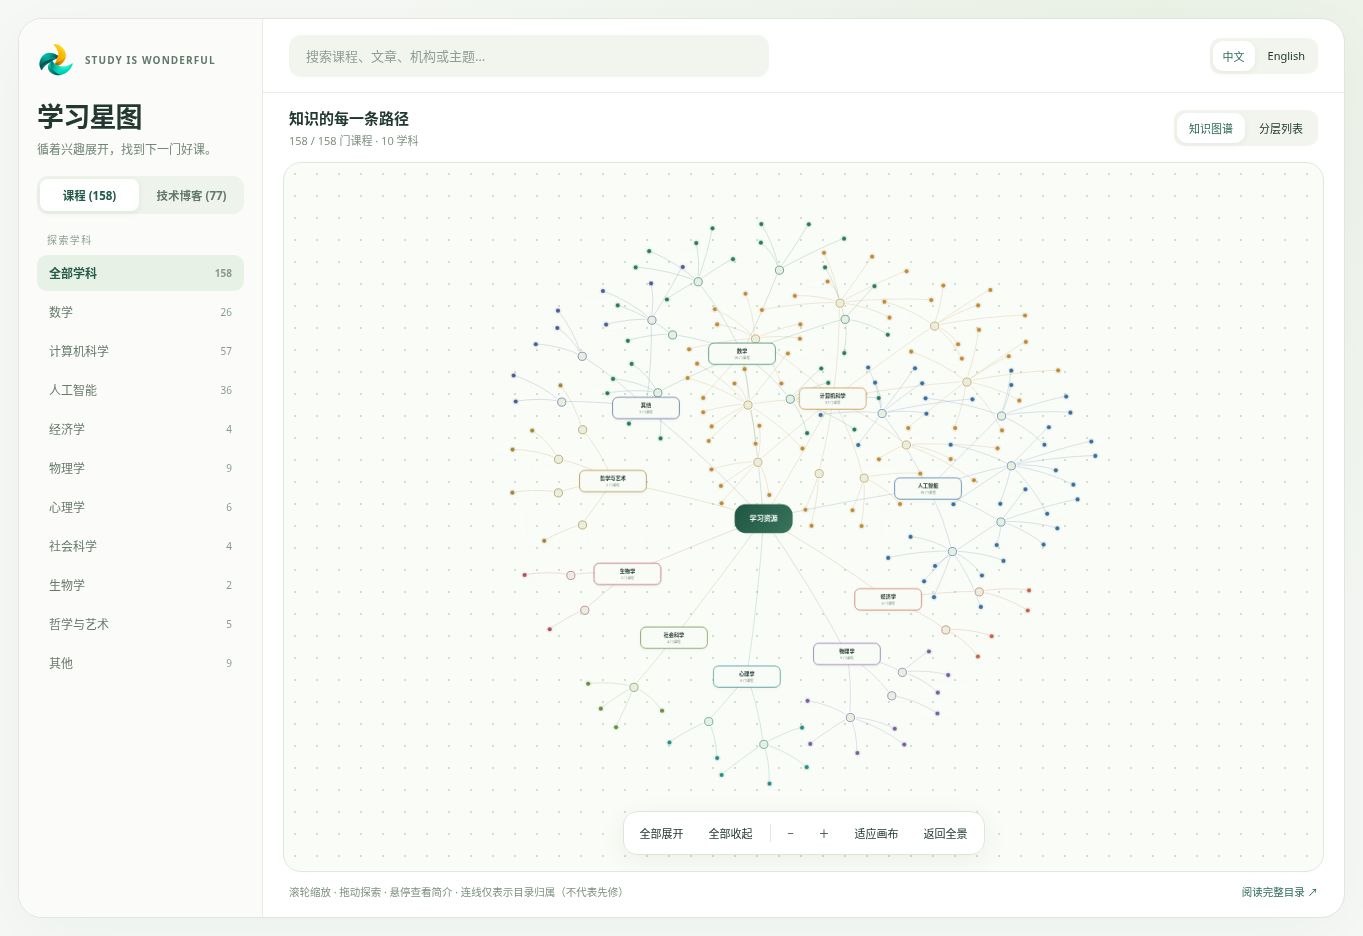 STUDY IS WONDERFUL
学习星图
循着兴趣展开，找到下一门好课。
课程 (158)
技术博客 (77)
探索学科
全部学科 158
数学 26
计算机科学 57
人工智能 36
经济学 4
物理学 9
心理学 6
社会科学 4
生物学 2
哲学与艺术 5
其他 9
搜索课程、文章、机构或主题...
中文
English
知识的每一条路径
158 / 158 门课程 · 10 学科
知识图谱
分层列表
数学
计算机科学
其他
哲学与艺术
人工智能
学习资源
生物学
经济学
社会科学
物理学
心理学
全部展开
全部收起
−
+
适应画布
返回全景
滚轮缩放 · 拖动探索 · 悬停查看简介 · 连线仅表示目录归属（不代表先修）
阅读完整目录 ↗